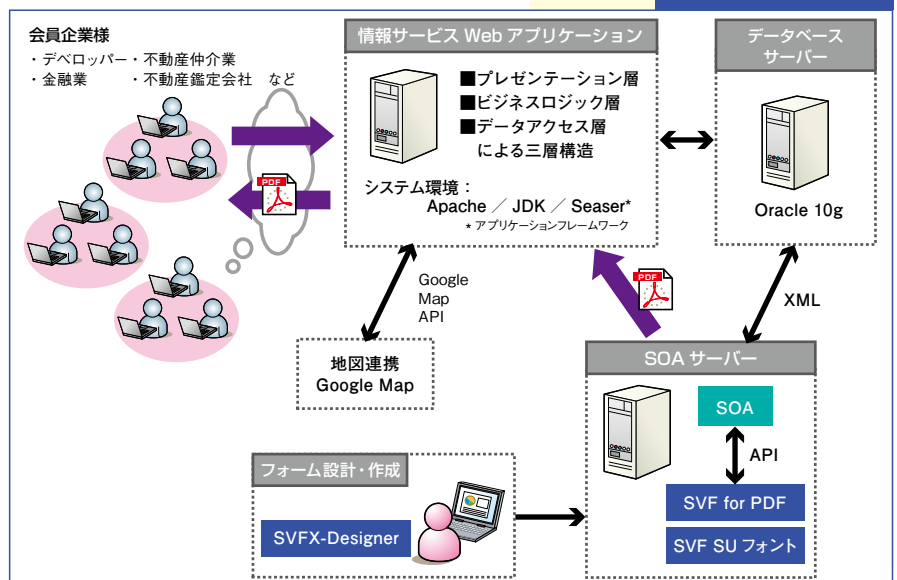 会員企業様
・デベロッパー・不動産仲介業
・金融業　　・不動産鑑定会社　など
PDF
情報サービス Web アプリケーション
■プレゼンテーション層
■ビジネスロジック層
■データアクセス層
による三層構造
システム環境：
Apache ／ JDK ／ Seaser*
* アプリケーションフレームワーク
データベース
サーバー
Oracle 10g
Google
Map
API
PDF
XML
地図連携
Google Map
SOA サーバー
SOA
API
SVF for PDF
SVF SU フォント
フォーム設計・作成
SVFX-Designer